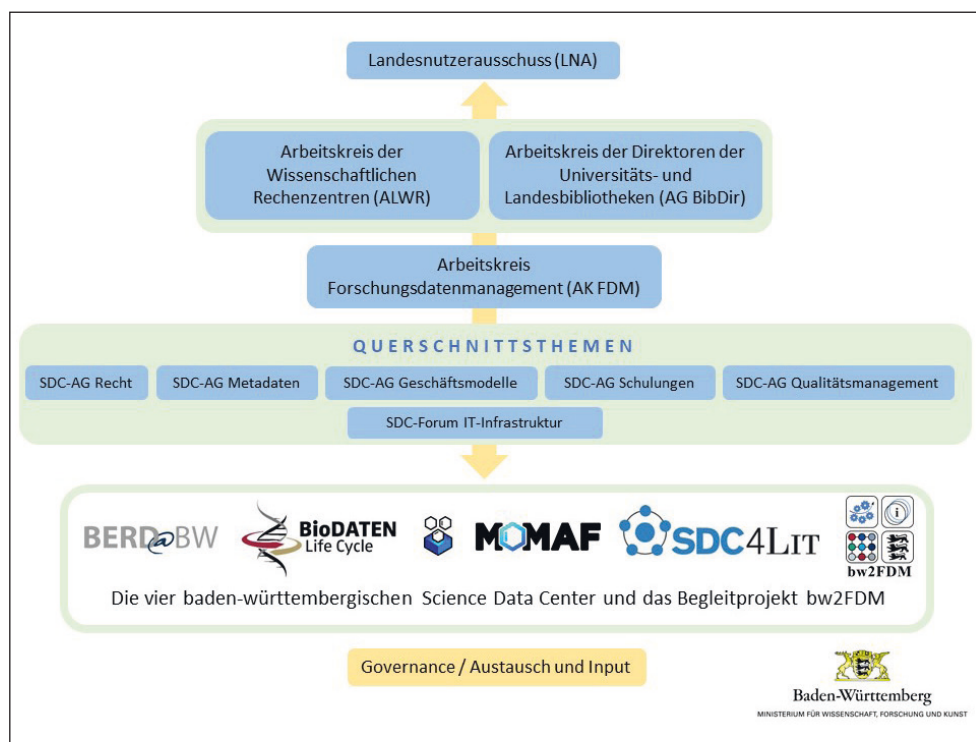 Landesnutzerausschuss (LNA)
Arbeitskreis der
Wissenschaftlichen
Rechenzentren (ALWR)
Arbeitskreis der Direktoren der
Universitäts- und
Landesbibliotheken (AG BibDir)
Arbeitskreis
Forschungsdatenmanagement (AK FDM)
QUERSCHNITTSTHEMEN
SDC-AG Recht
SDC-AG Metadaten
SDC-AG Geschäftsmodelle
SDC-AG Schulungen
SDC-AG Qualitätsmanagement
SDC-Forum IT-Infrastruktur
BERD@BW
BioDATEN
Life Cycle
MOMAF
SDC4LIT
i
bw2FDM
Die vier baden-württembergischen Science Data Center und das Begleitprojekt bw2FDM
Governance / Austausch und Input
Baden-Württemberg
MINISTERIUM FÜR WISSENSCHAFT, FORSCHUNG UND KUNST